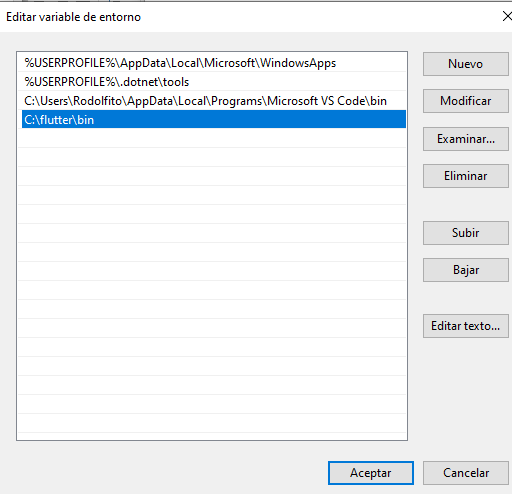 Editar variable de entorno
%USERPROFILE%\AppData\Local\Microsoft\WindowsApps
%USERPROFILE%\.dotnet\tools
C:\Users\Rodolfito\AppData\Local\Programs\Microsoft VS Code\bin
C:\flutter\bin
Nuevo
Modificar
Examinar...
Eliminar
Subir
Bajar
Editar texto...
Aceptar
Cancelar